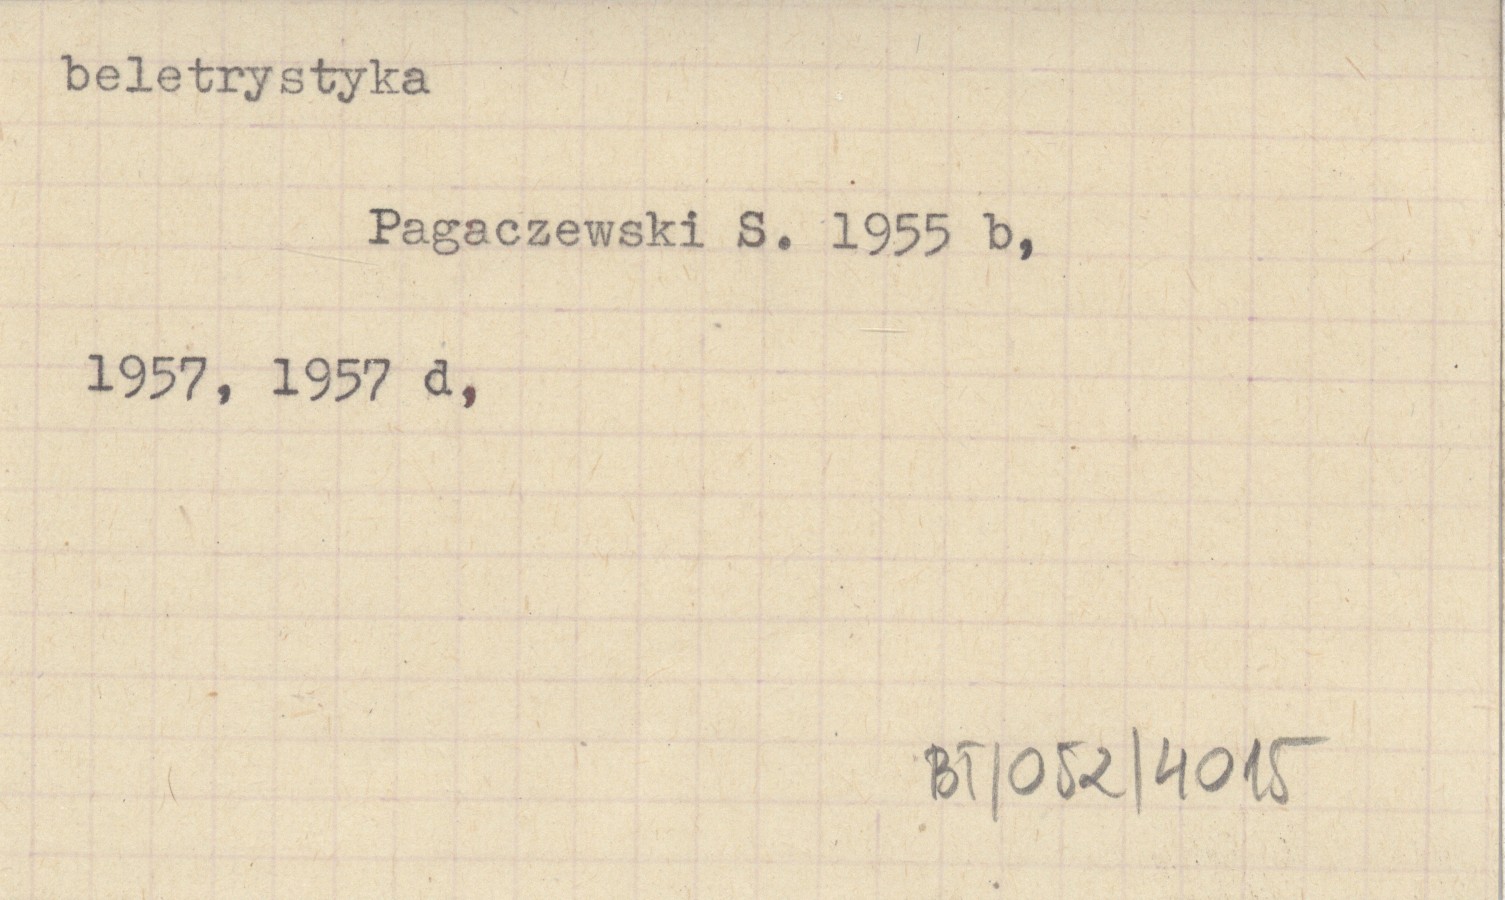 beletrystyka
Pagaczewski S. 1955 b,
1957, 1957 d,
BT/052/4015